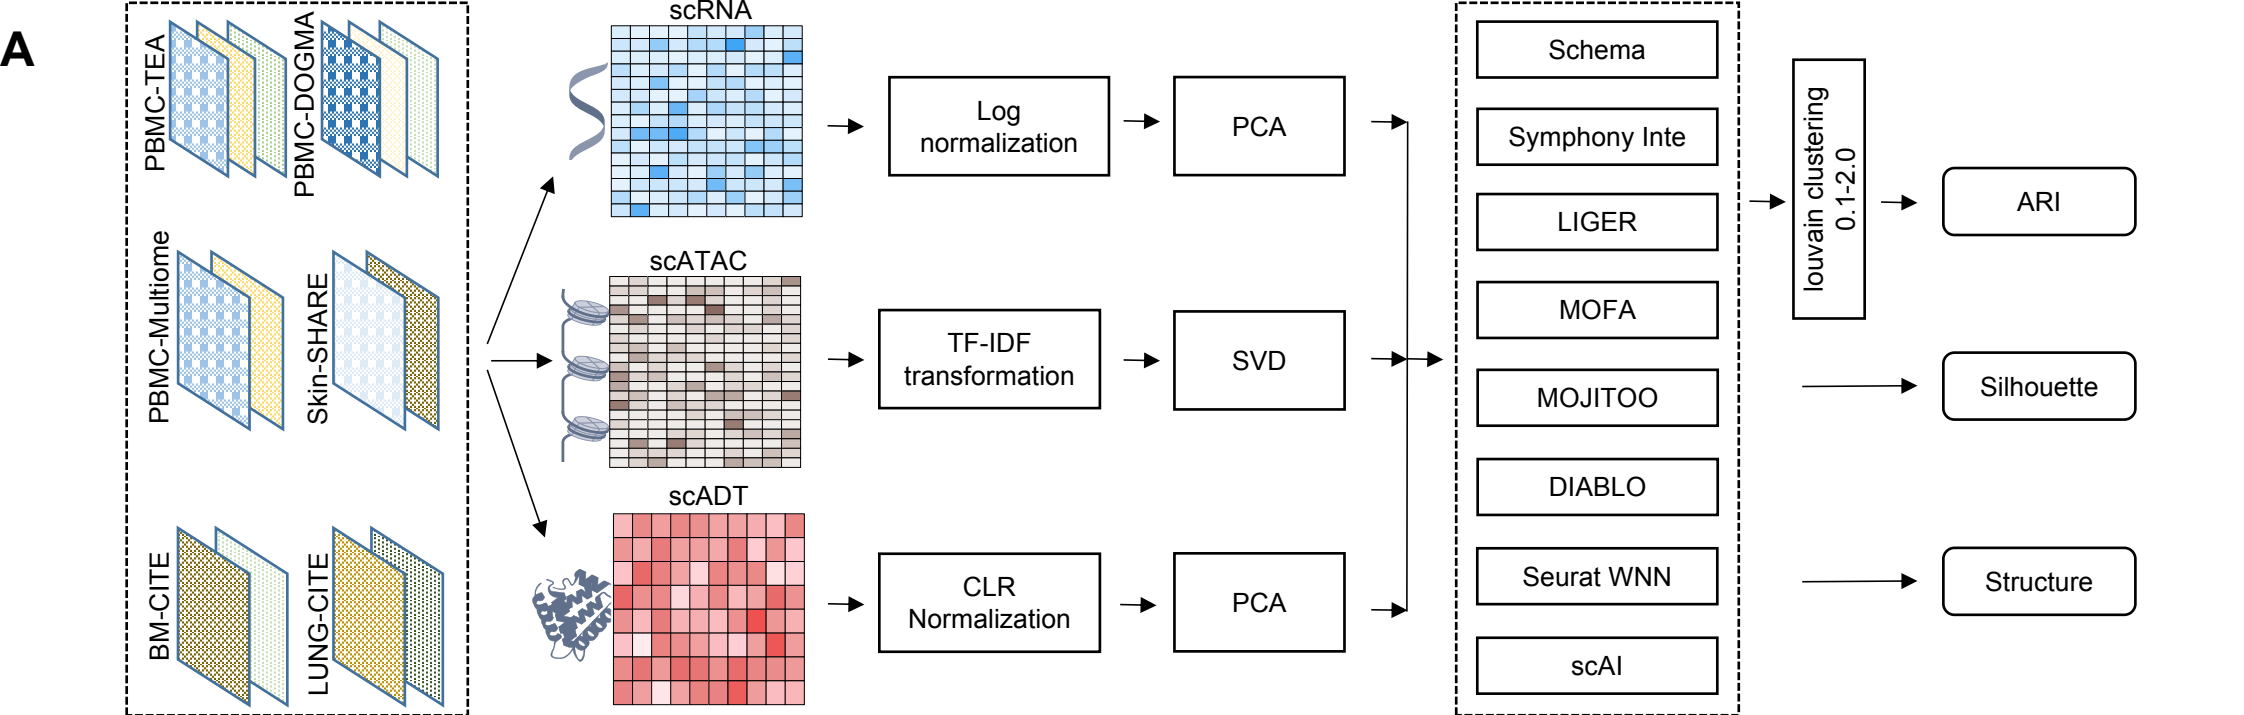 A
PBMC-TEA
PBMC-DOGMA
PBMC-Multiome
Skin-SHARE
BM-CITE
LUNG-CITE
scRNA
scATAC
scADT
Log
normalization
PCA
TF-IDF
transformation
SVD
CLR
Normalization
PCA
Schema
Symphony Inte
LIGER
MOFA
MOJITOO
DIABLO
Seurat WNN
scAI
louvain clustering
0.1-2.0
ARI
Silhouette
Structure